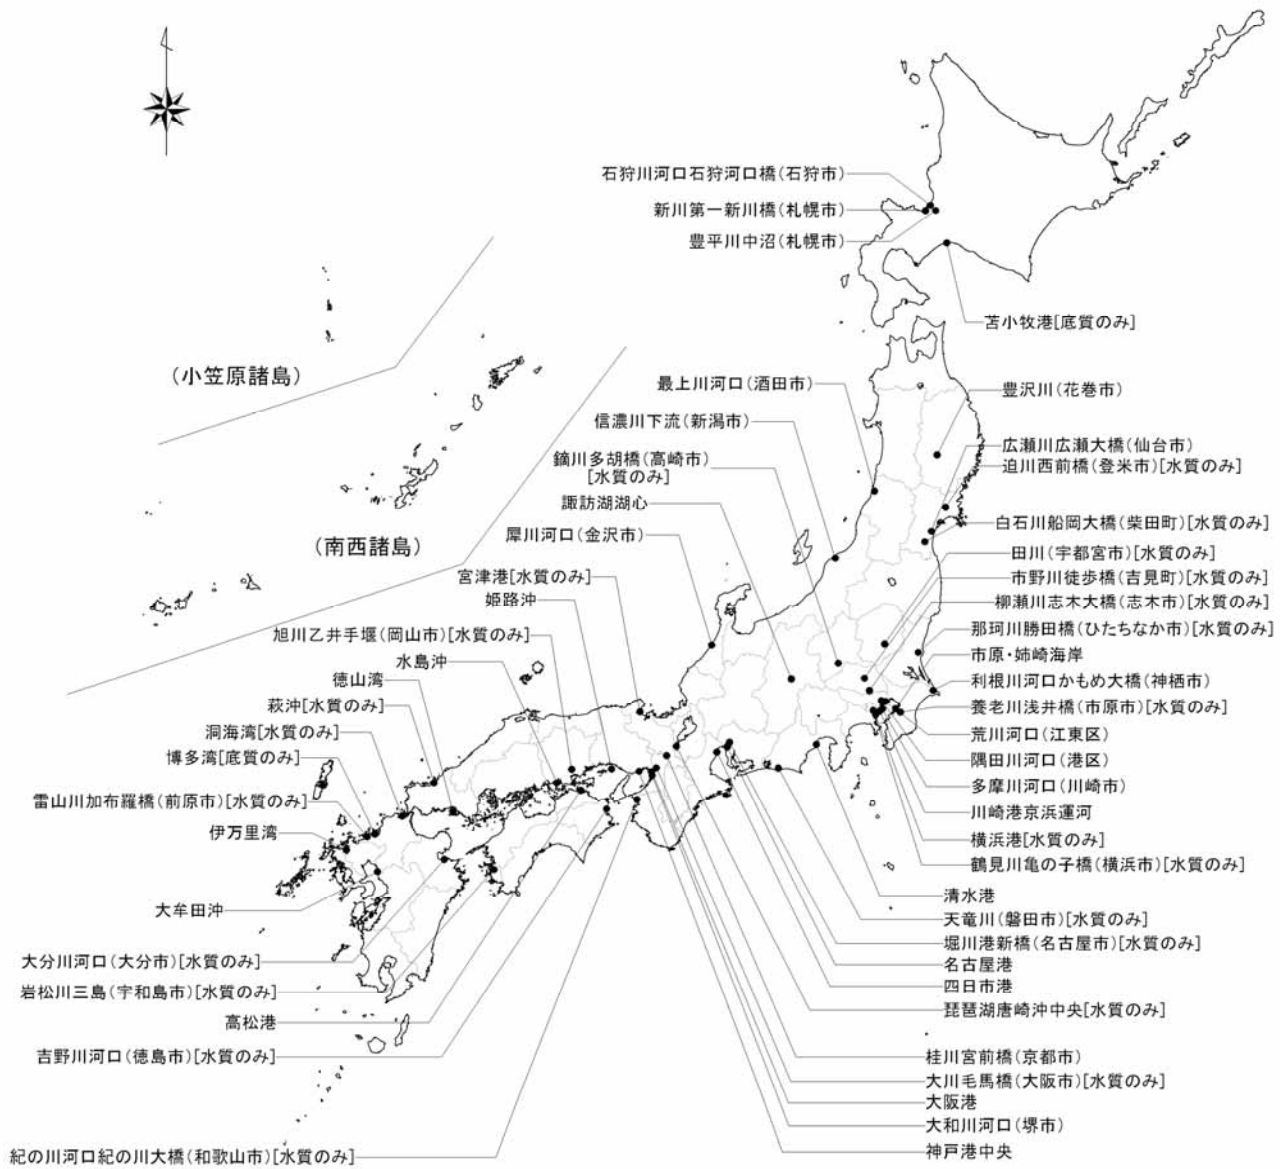 石狩川河口石狩河口橋(石狩市)
新川第一新川橋(札幌市)
豊平川中沼(札幌市)
苫小牧港[底質のみ]
(小笠原諸島)
(南西諸島)
最上川河口(酒田市)
信濃川下流(新潟市)
鏑川多胡橋(高崎市)
[水質のみ]
諏訪湖湖心
犀川河口(金沢市)
宮津港[水質のみ]
姫路沖
旭川乙井手堰(岡山市)[水質のみ]
水島沖
徳山湾
萩沖[水質のみ]
洞海湾[水質のみ]
博多湾[底質のみ]
雷山川加布羅橋(前原市)[水質のみ]
伊万里湾
大牟田沖
大分川河口(大分市)[水質のみ]
岩松川三島(宇和島市)[水質のみ]
高松港
吉野川河口(徳島市)[水質のみ]
紀の川河口紀の川大橋(和歌山市)[水質のみ]
豊沢川(花巻市)
広瀬川広瀬大橋(仙台市)
迫川西前橋(登米市)[水質のみ]
白石川船岡大橋(柴田町)[水質のみ]
田川(宇都宮市)[水質のみ]
市野川徒歩橋(吉見町)[水質のみ]
柳瀬川志木大橋(志木市)[水質のみ]
那珂川勝田橋(ひたちなか市)[水質のみ]
市原・姉崎海岸
利根川河口かもめ大橋(神栖市)
養老川浅井橋(市原市)[水質のみ]
荒川河口(江東区)
隅田川河口(港区)
多摩川河口(川崎市)
川崎港京浜運河
横浜港[水質のみ]
鶴見川亀の子橋(横浜市)[水質のみ]
清水港
天竜川(磐田市)[水質のみ]
堀川港新橋(名古屋市)[水質のみ]
名古屋港
四日市港
琵琶湖唐崎沖中央[水質のみ]
桂川宮前橋(京都市)
大川毛馬橋(大阪市)[水質のみ]
大阪港
大和川河口(堺市)
神戸港中央